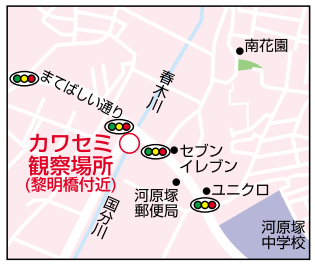 南花園
春木川
まてばしい通り
カワセミ
観察場所
(黎明橋付近)
セブン
イレブン
河原塚
郵便局
ユニクロ
国分川
河原塚
中学校